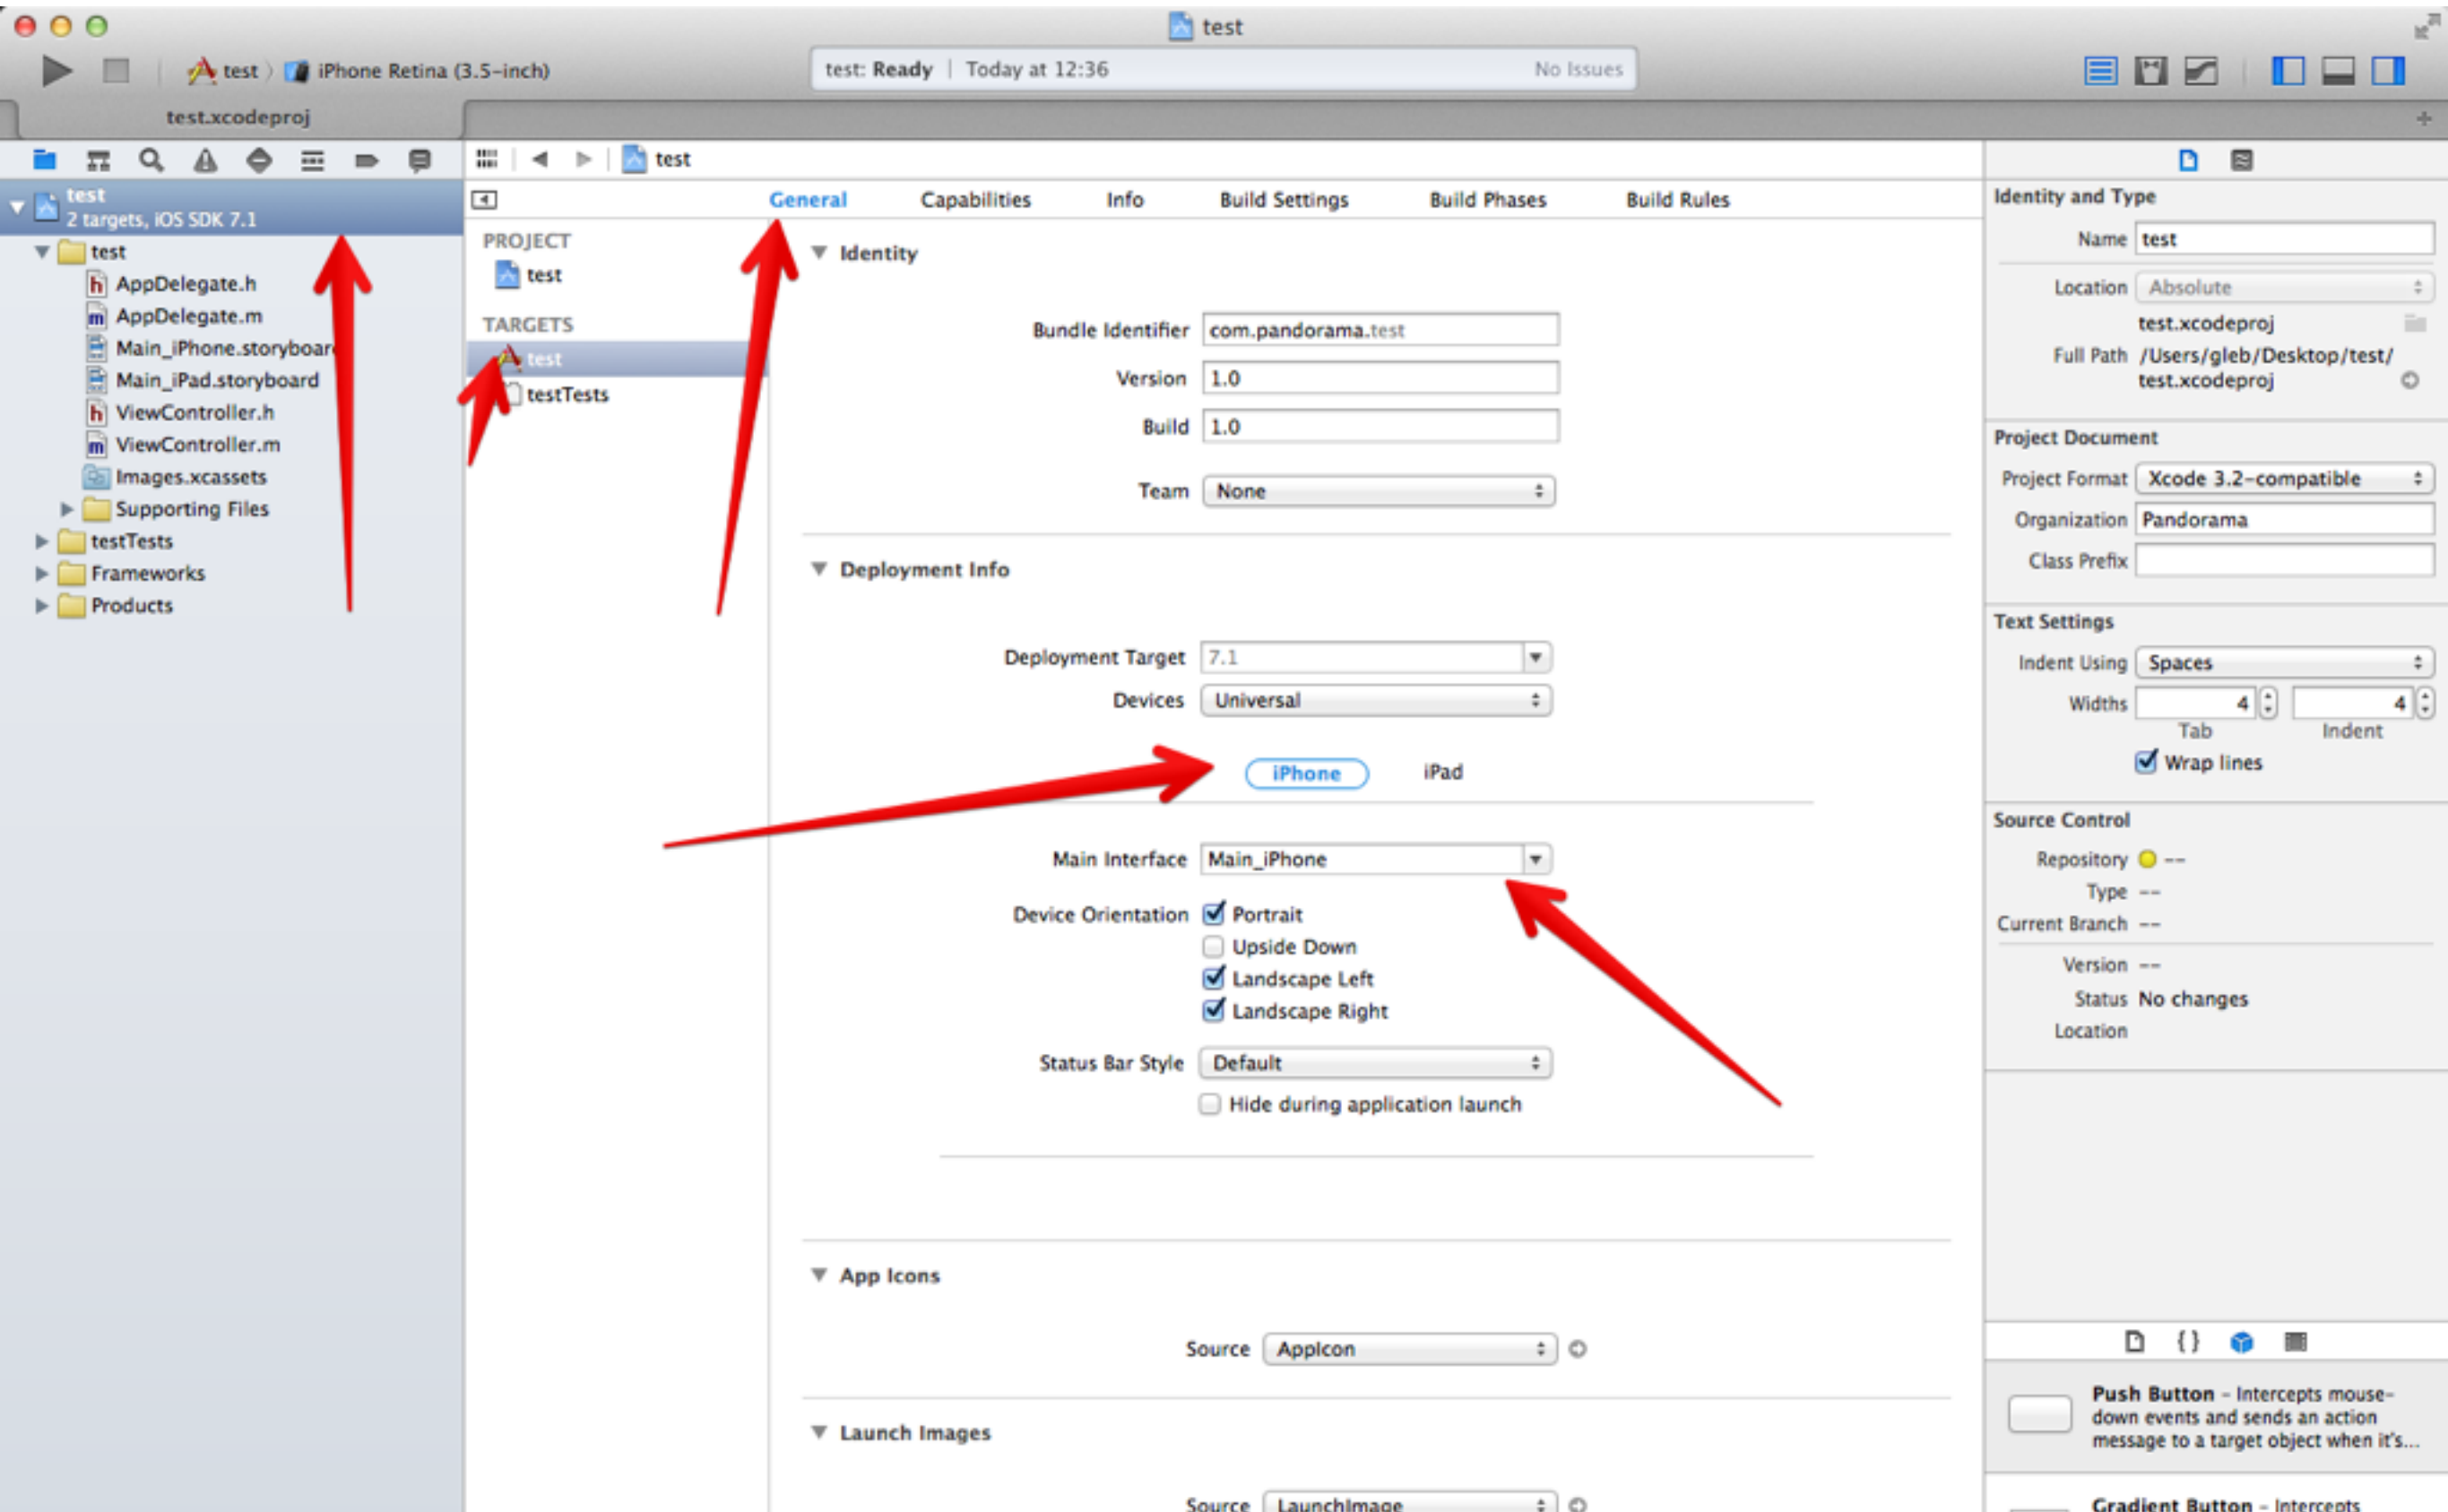 test
test
iPhone Retina (3.5-inch)
test: Ready | Today at 12:36
No Issues
test.xcodeproj
test
2 targets, iOS SDK 7.1
test
AppDelegate.h
AppDelegate.m
Main_iPhone.storyboar
Main_iPad.storyboard
ViewController.h
ViewController.m
Images.xcassets
Supporting Files
testTests
Frameworks
Products
test
General
Capabilities
Info
Build Settings
Build Phases
Build Rules
PROJECT
test
TARGETS
test
testTests
Identity
Bundle Identifier com.pandorama.test
Version 1.0
Build 1.0
Team None
Deployment Info
Deployment Target 7.1
Devices Universal
iPhone
iPad
Main Interface Main_iPhone
Device Orientation Portrait
Upside Down
Landscape Left
Landscape Right
Status Bar Style Default
Hide during application launch
App Icons
Source AppIcon
Launch Images
Source LaunchImage
Identity and Type
Name test
Location Absolute
test.xcodeproj
Full Path /Users/gleb/Desktop/test/
test.xcodeproj
Project Document
Project Format Xcode 3.2-compatible
Organization Pandorama
Class Prefix
Text Settings
Indent Using Spaces
Widths 4 4
Tab Indent
Wrap lines
Source Control
Repository --
Type --
Current Branch --
Version --
Status No changes
Location
{}
Push Button - Intercepts mouse-
down events and sends an action
message to a target object when it's...
Gradient Button - Intercepts